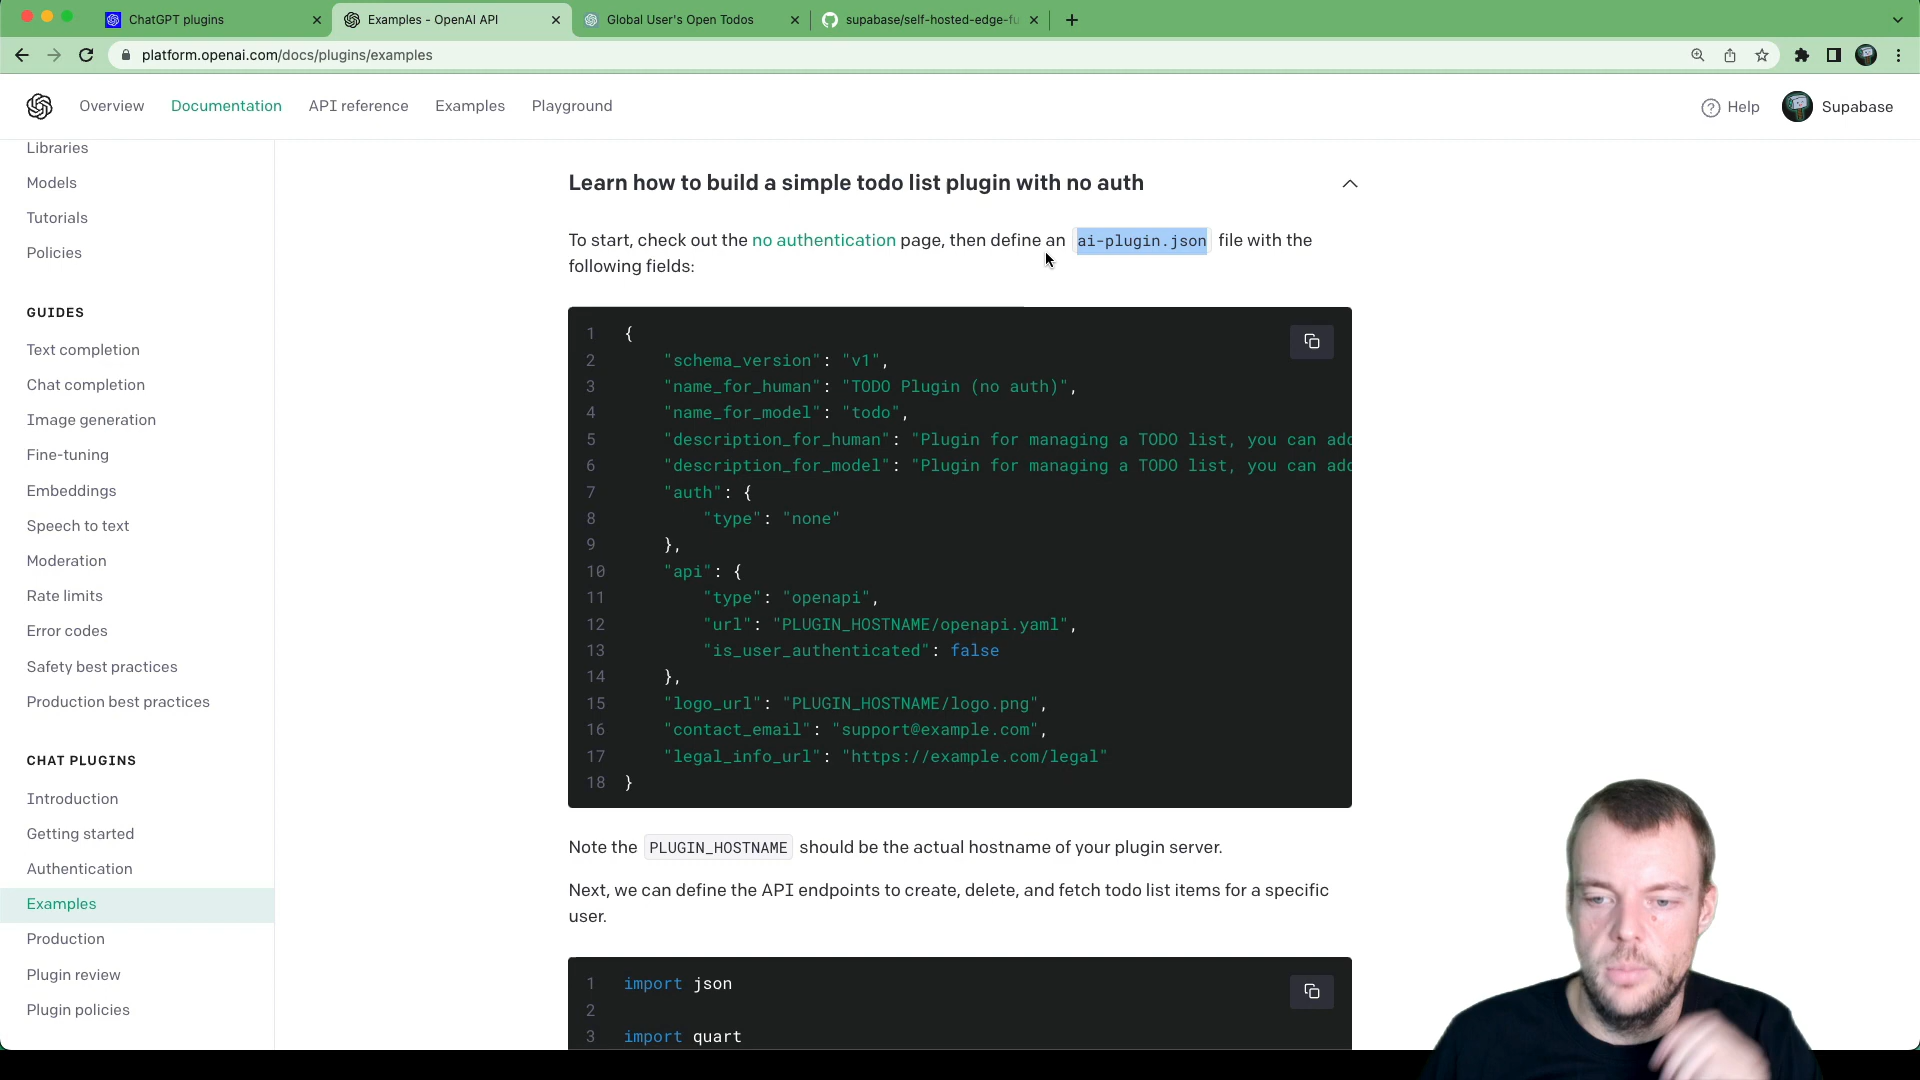 ChatGPT plugins
Examples - OpenAI API
Global User's Open Todos
supabase/self-hosted-edge-fu
platform.openai.com/docs/plugins/examples
Overview
Documentation
API reference
Examples
Playground
Help
Supabase
Libraries
Models
Tutorials
Policies
GUIDES
Text completion
Chat completion
Image generation
Fine-tuning
Embeddings
Speech to text
Moderation
Rate limits
Error codes
Safety best practices
Production best practices
CHAT PLUGINS
Introduction
Getting started
Authentication
Examples
Production
Plugin review
Plugin policies
Learn how to build a simple todo list plugin with no auth
To start, check out the no authentication page, then define an ai-plugin.json file with the
following fields:
1 {
2 "schema_version": "v1",
3 "name_for_human": "TODO Plugin (no auth)",
4 "name_for_model": "todo",
5 "description_for_human": "Plugin for managing a TODO list, you can add
6 "description_for_model": "Plugin for managing a TODO list, you can add
7 "auth": {
8 "type": "none"
9 },
10 "api": {
11 "type": "openapi",
12 "url": "PLUGIN_HOSTNAME/openapi.yaml",
13 "is_user_authenticated": false
14 },
15 "logo_url": "PLUGIN_HOSTNAME/logo.png",
16 "contact_email": "support@example.com",
17 "legal_info_url": "https://example.com/legal"
18 }
Note the PLUGIN_HOSTNAME should be the actual hostname of your plugin server.
Next, we can define the API endpoints to create, delete, and fetch todo list items for a specific
user.
1 import json
2
3 import quart